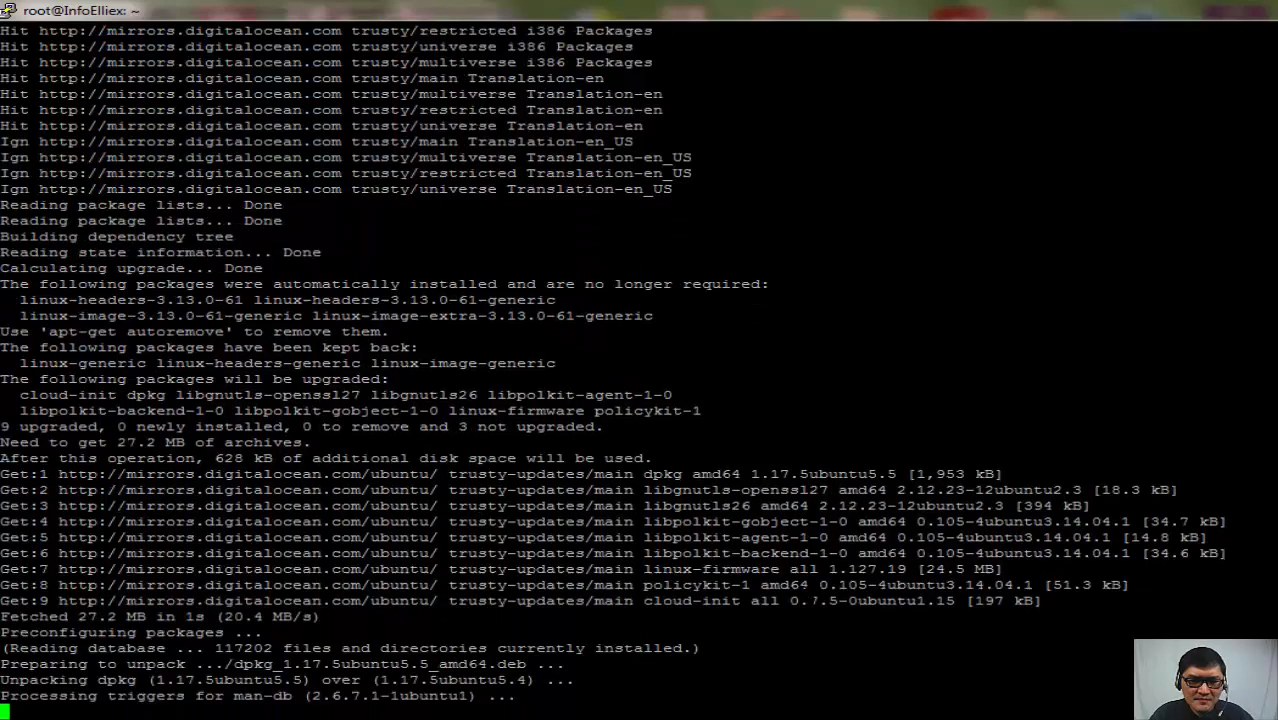 root@InfoElliex: ~
Hit http://mirrors.digitalocean.com trusty/restricted i386 Packages
Hit http://mirrors.digitalocean.com trusty/universe i386 Packages
Hit http://mirrors.digitalocean.com trusty/multiverse i386 Packages
Hit http://mirrors.digitalocean.com trusty/main Translation-en
Hit http://mirrors.digitalocean.com trusty/multiverse Translation-en
Hit http://mirrors.digitalocean.com trusty/restricted Translation-en
Hit http://mirrors.digitalocean.com trusty/universe Translation-en
Ign http://mirrors.digitalocean.com trusty/main Translation-en_US
Ign http://mirrors.digitalocean.com trusty/multiverse Translation-en_US
Ign http://mirrors.digitalocean.com trusty/restricted Translation-en_US
Ign http://mirrors.digitalocean.com trusty/universe Translation-en_US
Reading package lists... Done
Reading package lists... Done
Building dependency tree
Reading state information... Done
Calculating upgrade... Done
The following packages were automatically installed and are no longer required:
linux-headers-3.13.0-61 linux-headers-3.13.0-61-generic
linux-image-3.13.0-61-generic linux-image-extra-3.13.0-61-generic
Use 'apt-get autoremove' to remove them.
The following packages have been kept back:
linux-generic linux-headers-generic linux-image-generic
The following packages will be upgraded:
cloud-init dpkg libgnutls-openssl27 libgnutls26 libpolkit-agent-1-0
libpolkit-backend-1-0 libpolkit-gobject-1-0 linux-firmware policykit-1
9 upgraded, 0 newly installed, 0 to remove and 3 not upgraded.
Need to get 27.2 MB of archives.
After this operation, 628 kB of additional disk space will be used.
Get:1 http://mirrors.digitalocean.com/ubuntu/ trusty-updates/main dpkg amd64 1.17.5ubuntu5.5 [1,953 kB]
Get:2 http://mirrors.digitalocean.com/ubuntu/ trusty-updates/main libgnutls-openssl27 amd64 2.12.23-12ubuntu2.3 [18.3 kB]
Get:3 http://mirrors.digitalocean.com/ubuntu/ trusty-updates/main libgnutls26 amd64 2.12.23-12ubuntu2.3 [394 kB]
Get:4 http://mirrors.digitalocean.com/ubuntu/ trusty-updates/main libpolkit-gobject-1-0 amd64 0.105-4ubuntu3.14.04.1 [34.7 kB]
Get:5 http://mirrors.digitalocean.com/ubuntu/ trusty-updates/main libpolkit-agent-1-0 amd64 0.105-4ubuntu3.14.04.1 [14.8 kB]
Get:6 http://mirrors.digitalocean.com/ubuntu/ trusty-updates/main libpolkit-backend-1-0 amd64 0.105-4ubuntu3.14.04.1 [34.6 kB]
Get:7 http://mirrors.digitalocean.com/ubuntu/ trusty-updates/main linux-firmware all 1.127.19 [24.5 MB]
Get:8 http://mirrors.digitalocean.com/ubuntu/ trusty-updates/main policykit-1 amd64 0.105-4ubuntu3.14.04.1 [51.3 kB]
Get:9 http://mirrors.digitalocean.com/ubuntu/ trusty-updates/main cloud-init all 0.7.5-0ubuntu1.15 [197 kB]
Fetched 27.2 MB in 1s (20.4 MB/s)
Preconfiguring packages ...
(Reading database ... 117202 files and directories currently installed.)
Preparing to unpack .../dpkg_1.17.5ubuntu5.5_amd64.deb ...
Unpacking dpkg (1.17.5ubuntu5.5) over (1.17.5ubuntu5.4) ...
Processing triggers for man-db (2.6.7.1-1ubuntu1) ...